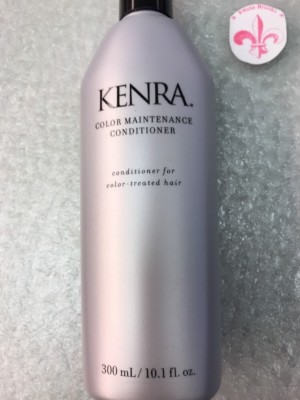 KENRA.
COLOR MAINTENANCE
CONDITIONER
conditioner for
color-treated hair
300 mL/10.1 fl. oz.